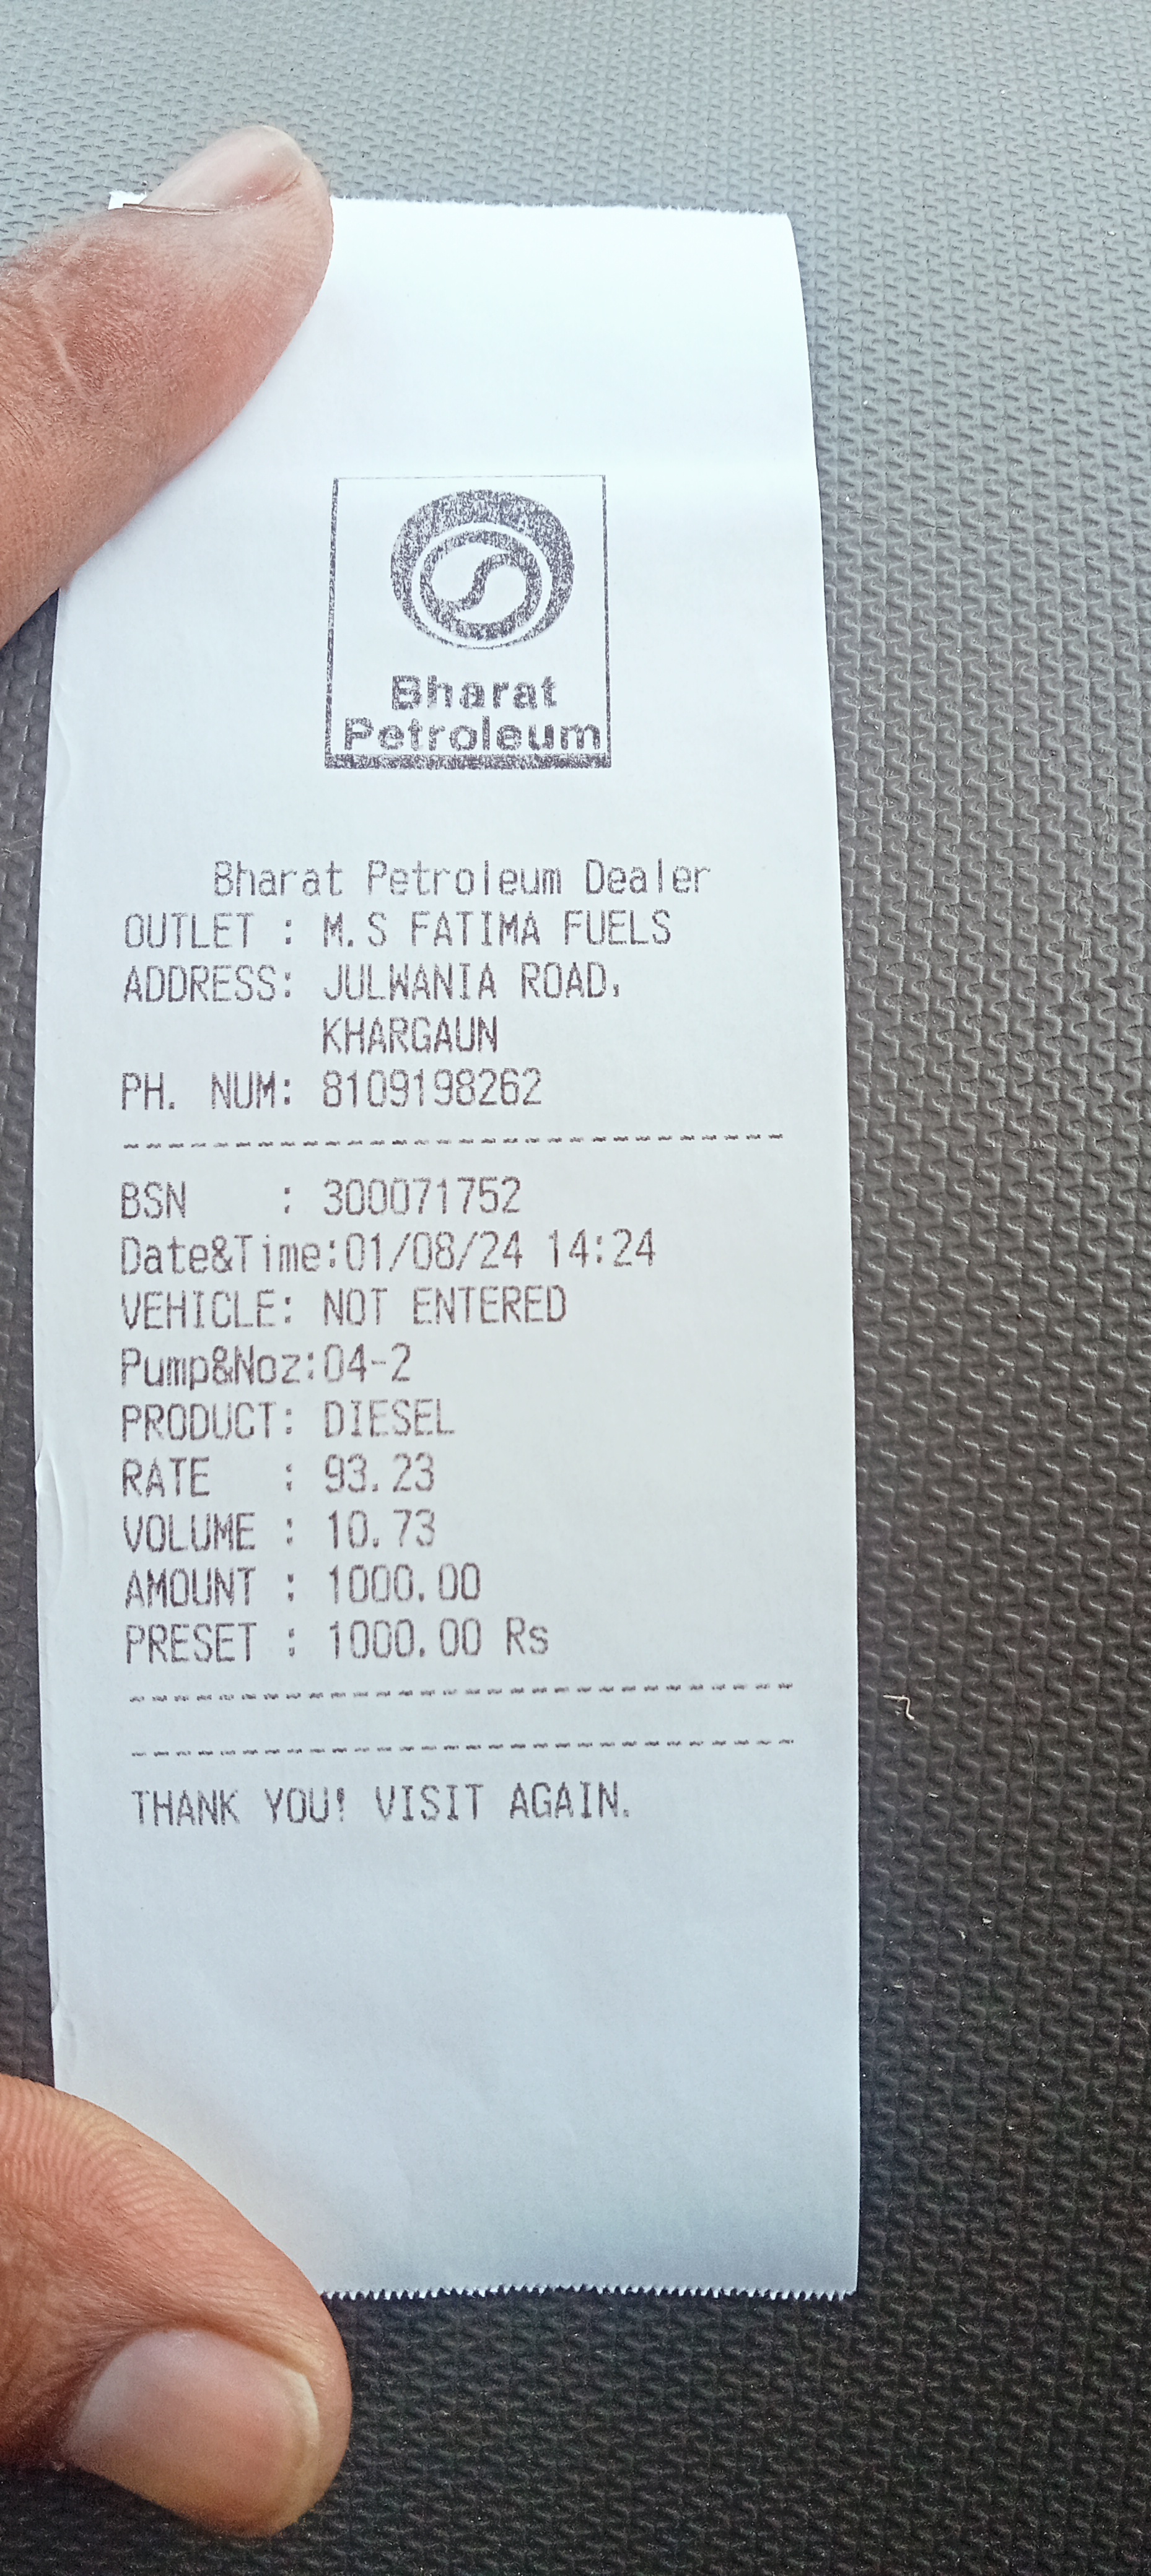 Bharat
Petroleum
Bharat Petroleum Dealer
OUTLET : M.S FATIMA FUELS
ADDRESS: JULWANIA ROAD,
KHARGAUN
PH. NUM: 8109198262
------------------------------
BSN : 300071752
Date&Time:01/08/24 14:24
VEHICLE: NOT ENTERED
Pump&Noz:04-2
PRODUCT: DIESEL
RATE : 93.23
VOLUME : 10.73
AMOUNT : 1000.00
PRESET : 1000.00 Rs
------------------------------
------------------------------
THANK YOU! VISIT AGAIN.